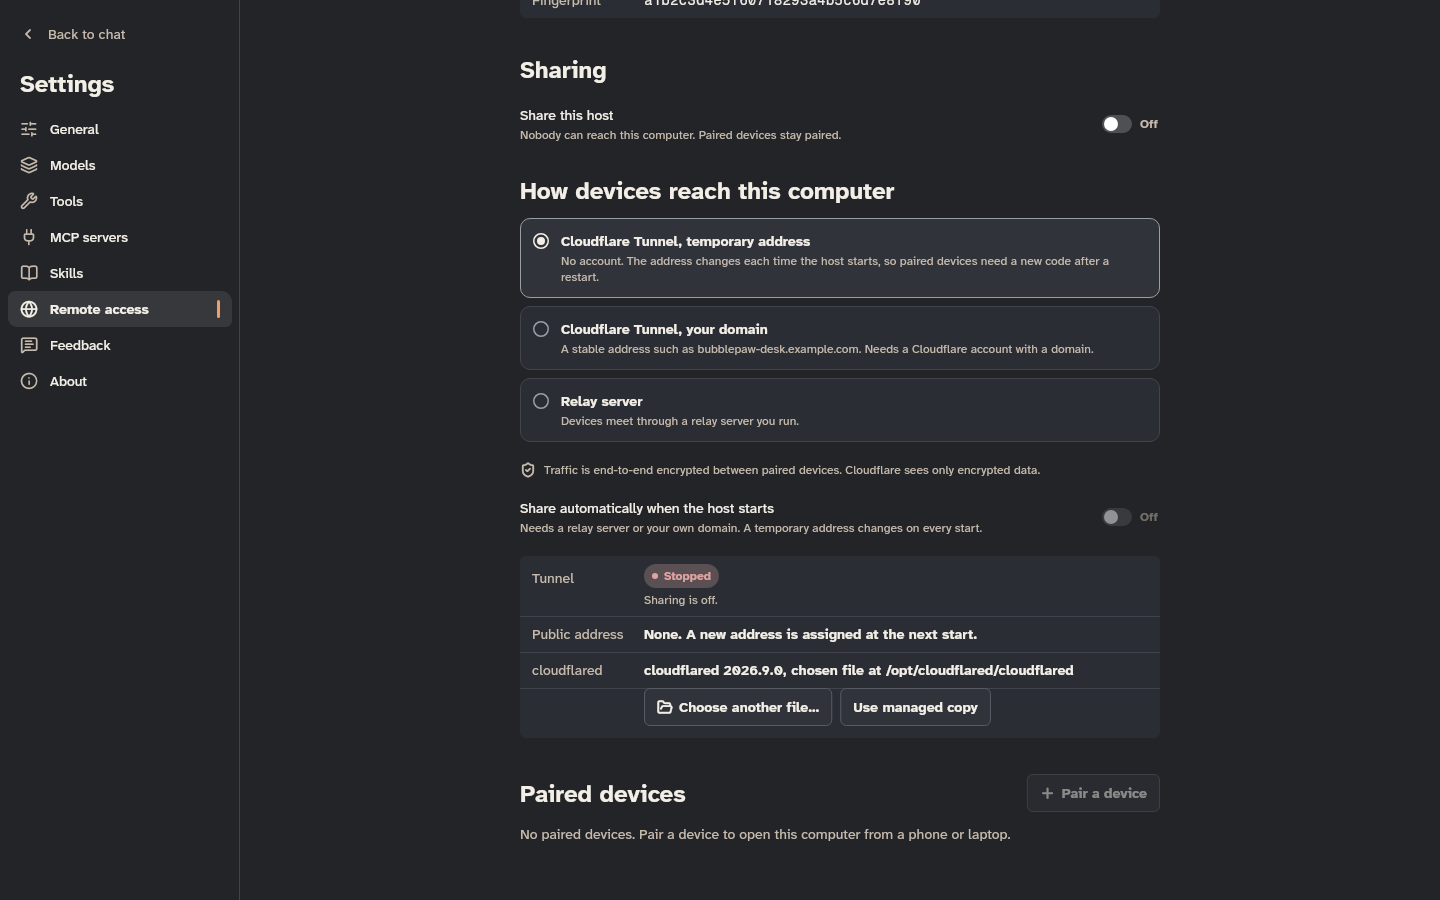 Back to chat
Settings
General
Models
Tools
MCP servers
Skills
Remote access
Feedback
About
Fingerprint
Sharing
Share this host
Nobody can reach this computer. Paired devices stay paired.
Off
How devices reach this computer
Cloudflare Tunnel, temporary address
No account. The address changes each time the host starts, so paired devices need a new code after a
restart.
Cloudflare Tunnel, your domain
A stable address such as bubblepaw-desk.example.com. Needs a Cloudflare account with a domain.
Relay server
Devices meet through a relay server you run.
Traffic is end-to-end encrypted between paired devices. Cloudflare sees only encrypted data.
Share automatically when the host starts
Needs a relay server or your own domain. A temporary address changes on every start.
Off
Tunnel
Stopped
Sharing is off.
Public address
None. A new address is assigned at the next start.
cloudflared
cloudflared 2026.9.0, chosen file at /opt/cloudflared/cloudflared
Choose another file...
Use managed copy
Paired devices
Pair a device
No paired devices. Pair a device to open this computer from a phone or laptop.